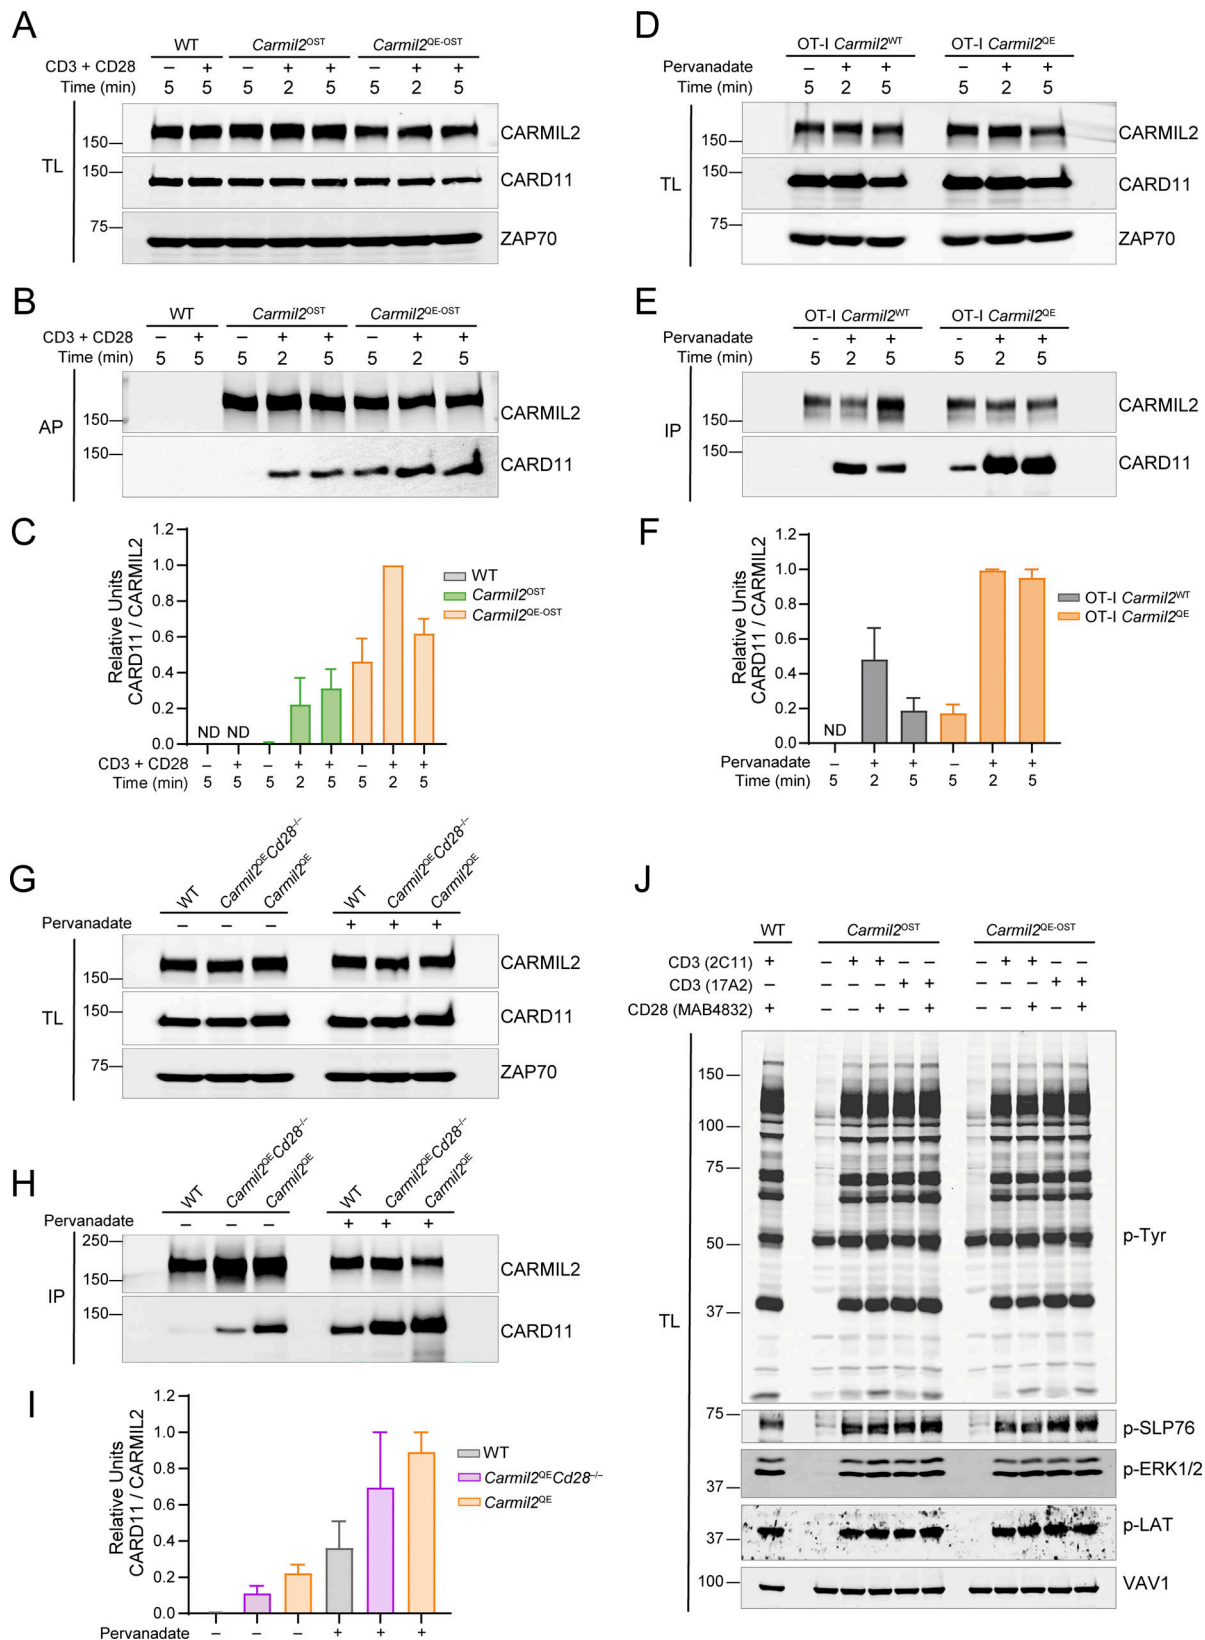 A
WT Carmil2OST Carmil2QE-OST
CD3 + CD28 – + – + + – + +
Time (min) 5 5 5 2 5 5 2 5
TL
150 CARMIL2
150 CARD11
75 ZAP70
B
WT Carmil2OST Carmil2QE-OST
CD3 + CD28 – + – + + – + +
Time (min) 5 5 5 2 5 5 2 5
AP
150 CARMIL2
150 CARD11
C
Relative Units
CARD11 / CARMIL2
1.2
1.0
0.8
0.6
0.4
0.2
0.0
ND ND
WT
Carmil2OST
Carmil2QE-OST
CD3 + CD28 – + – + + – + +
Time (min) 5 5 5 2 5 5 2 5
D
OT-I Carmil2WT OT-I Carmil2QE
Pervanadate – + + – + +
Time (min) 5 2 5 5 2 5
TL
150 CARMIL2
150 CARD11
75 ZAP70
E
OT-I Carmil2WT OT-I Carmil2QE
Pervanadate - + + – + +
Time (min) 5 2 5 5 2 5
IP
150 CARMIL2
150 CARD11
F
Relative Units
CARD11 / CARMIL2
1.2
1.0
0.8
0.6
0.4
0.2
0.0
ND
OT-I Carmil2WT
OT-I Carmil2QE
Pervanadate – + + – + +
Time (min) 5 2 5 5 2 5
G
WT Carmil2QECd28–/– Carmil2QE WT Carmil2QECd28–/– Carmil2QE
Pervanadate – – – + + +
TL
150 CARMIL2
150 CARD11
75 ZAP70
H
WT Carmil2QECd28–/– Carmil2QE WT Carmil2QECd28–/– Carmil2QE
Pervanadate – – – + + +
IP
250
150 CARMIL2
150 CARD11
I
Relative Units
CARD11 / CARMIL2
1.2
1.0
0.8
0.6
0.4
0.2
0.0
WT
Carmil2QECd28–/–
Carmil2QE
Pervanadate – – – + + +
J
WT Carmil2OST Carmil2QE-OST
CD3 (2C11) + – + + – – – + + – –
CD3 (17A2) – – – – + + – – – + +
CD28 (MAB4832) + – – + – + – – + – +
TL
150
100
75
50 p-Tyr
37
75 p-SLP76
p-ERK1/2
37
37 p-LAT
100 VAV1